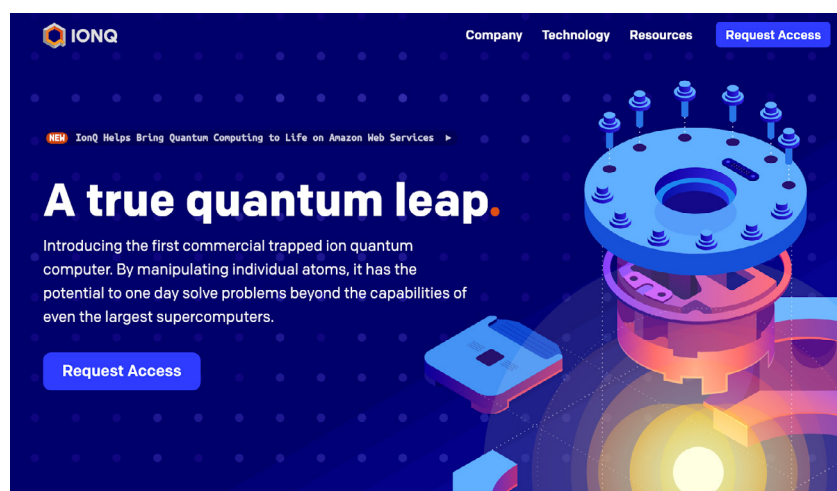 IONQ
Company Technology Resources Request Access
NEW IonQ Helps Bring Quantum Computing to Life on Amazon Web Services
A true quantum leap.
Introducing the first commercial trapped ion quantum
computer. By manipulating individual atoms, it has the
potential to one day solve problems beyond the capabilities of
even the largest supercomputers.
Request Access